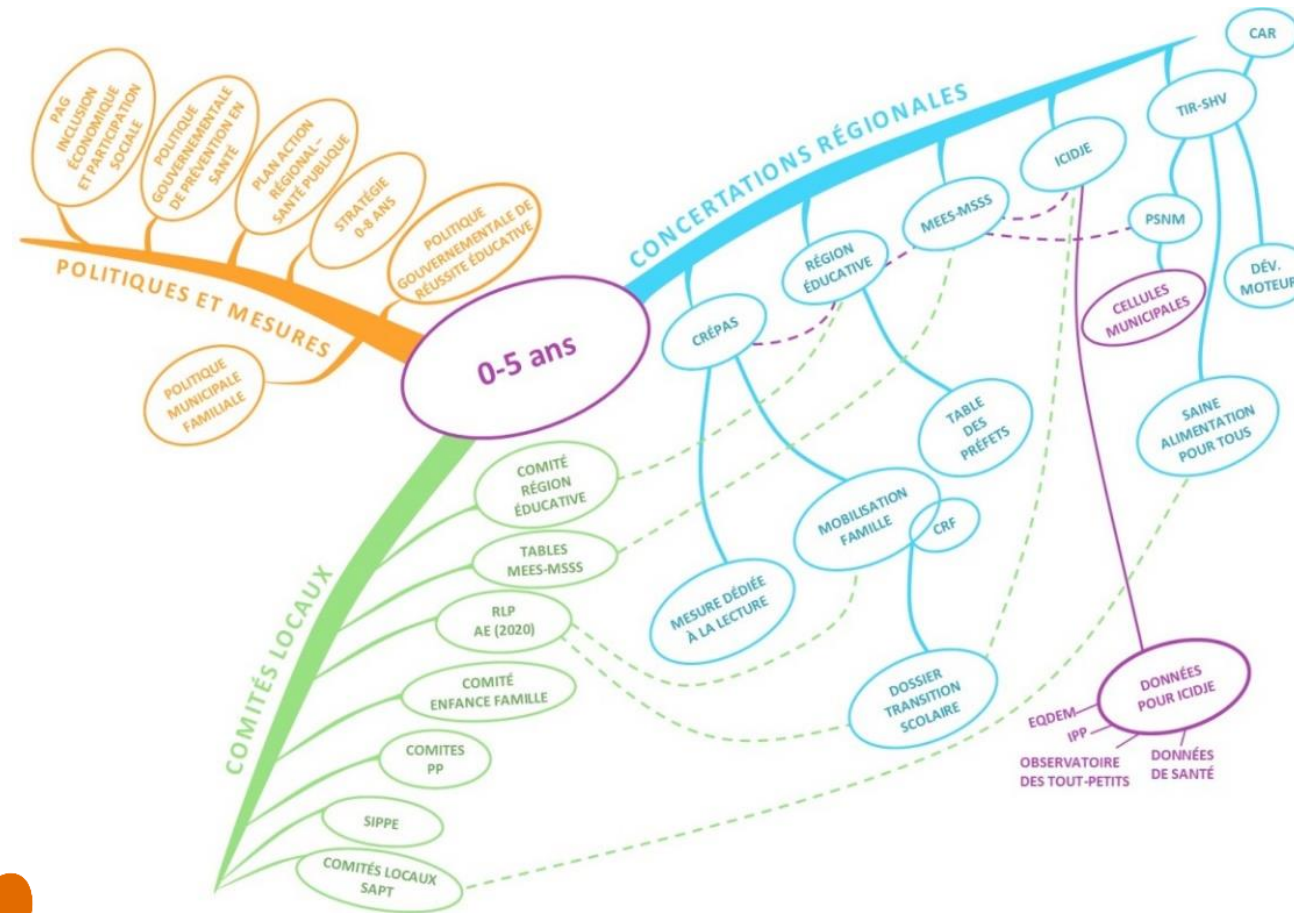 PAG
INCLUSION
ÉCONOMIQUE
ET PARTICIPATION
SOCIALE
POLITIQUE
GOUVERNEMENTALE
DE PRÉVENTION EN
SANTÉ
PLAN ACTION
RÉGIONAL –
SANTÉ PUBLIQUE
STRATÉGIE
0-8 ANS
POLITIQUE
GOUVERNEMENTALE DE
RÉUSSITE ÉDUCATIVE
POLITIQUES ET MESURES
POLITIQUE
MUNICIPALE
FAMILIALE
0-5 ans
CONCERTATIONS RÉGIONALES
CAR
TIR-SHV
ICIDJE
MEES-MSSS
RÉGION
ÉDUCATIVE
CRÉPAS
PSNM
DÉV.
MOTEUR
CELLULES
MUNICIPALES
TABLE
DES
PRÉFETS
SAINE
ALIMENTATION
POUR TOUS
MOBILISATION
FAMILLE
CRF
MESURE DÉDIÉE
À LA LECTURE
DOSSIER
TRANSITION
SCOLAIRE
DONNÉES
POUR ICIDJE
EQDEM
IPP
OBSERVATOIRE
DES TOUT-PETITS
DONNÉES
DE SANTÉ
COMITÉS LOCAUX
COMITÉ
RÉGION
ÉDUCATIVE
TABLES
MEES-MSSS
RLP
AE (2020)
COMITÉ
ENFANCE FAMILLE
COMITES
PP
SIPPE
COMITÉS LOCAUX
SAPT